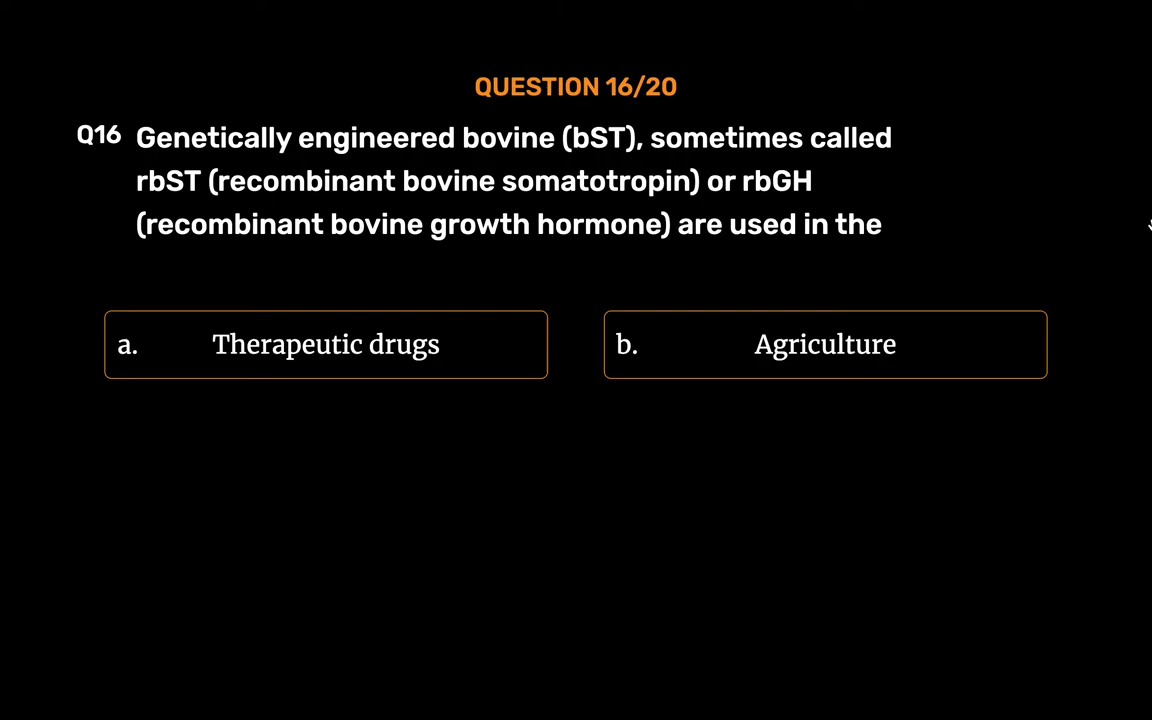 QUESTION 16/20
Q16 Genetically engineered bovine (bST), sometimes called
rbST (recombinant bovine somatotropin) or rbGH
(recombinant bovine growth hormone) are used in the
a. Therapeutic drugs
b. Agriculture